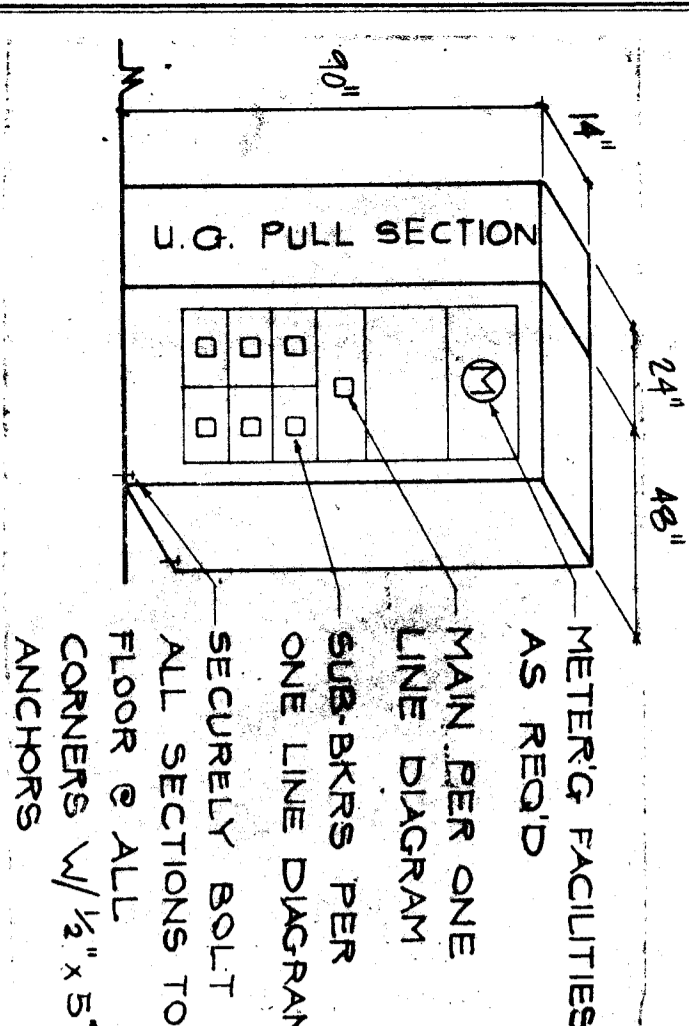 24" 48"
14"
90"
U.G. PULL SECTION
M
METER'G FACILITIES
AS REQ'D
MAIN PER ONE
LINE DIAGRAM
SUB-BKRS PER
ONE LINE DIAGRAM
SECURELY BOLT
ALL SECTIONS TO
FLOOR @ ALL
CORNERS W/ ½" x 5"
ANCHORS